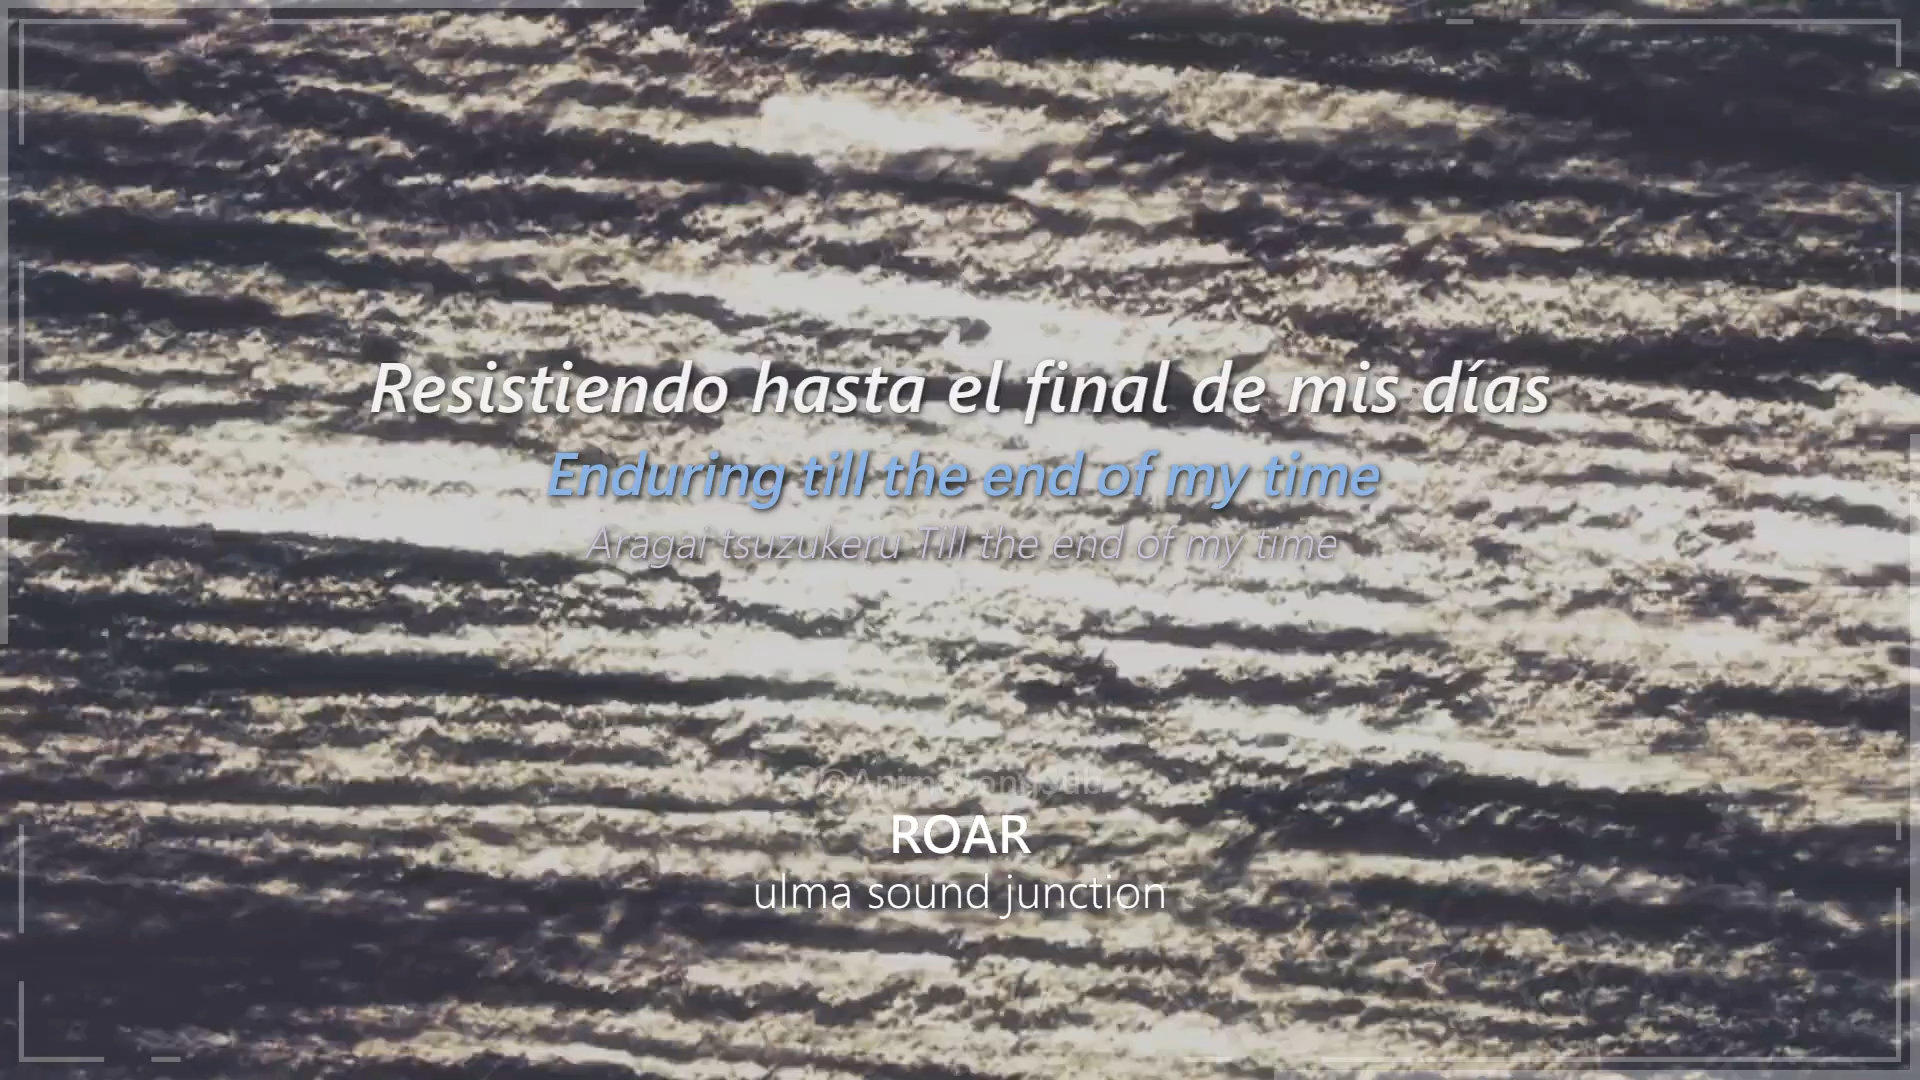 Resistiendo hasta el final de mis días
Enduring till the end of my time
Aragai tsuzukeru Till the end of my time
©AnimeSongSub
ROAR
ulma sound junction